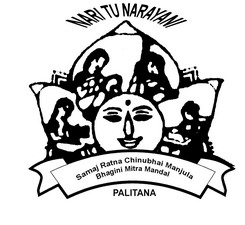 NARI TU NARAYANI
Samaj Ratna Chinubhai Manjula
Bhagini Mitra Mandal
PALITANA